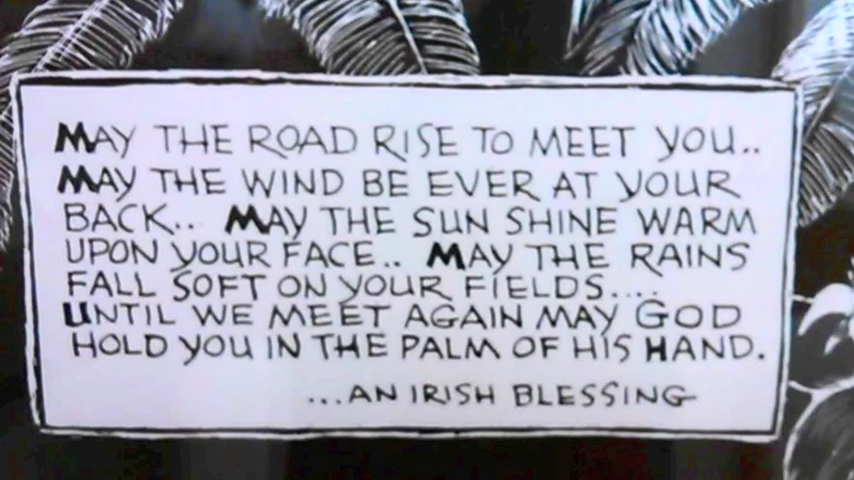 MAY THE ROAD RISE TO MEET YOU..
MAY THE WIND BE EVER AT YOUR
BACK.. MAY THE SUN SHINE WARM
UPON YOUR FACE.. MAY THE RAINS
FALL SOFT ON YOUR FIELDS....
UNTIL WE MEET AGAIN MAY GOD
HOLD YOU IN THE PALM OF HIS HAND.
...AN IRISH BLESSING